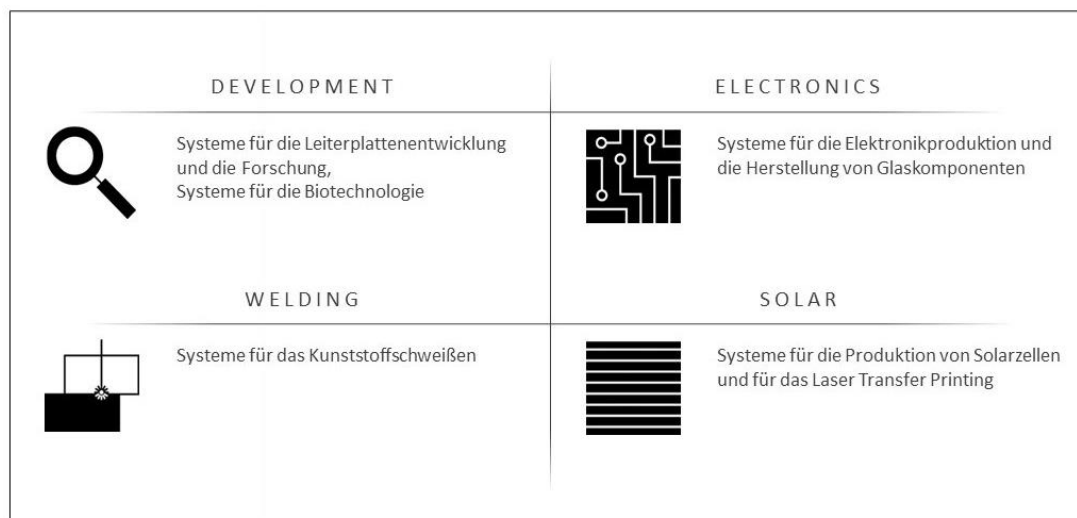 DEVELOPMENT
Systeme für die Leiterplattenentwicklung
und die Forschung,
Systeme für die Biotechnologie
ELECTRONICS
Systeme für die Elektronikproduktion und
die Herstellung von Glaskomponenten
WELDING
Systeme für das Kunststoffschweißen
SOLAR
Systeme für die Produktion von Solarzellen
und für das Laser Transfer Printing